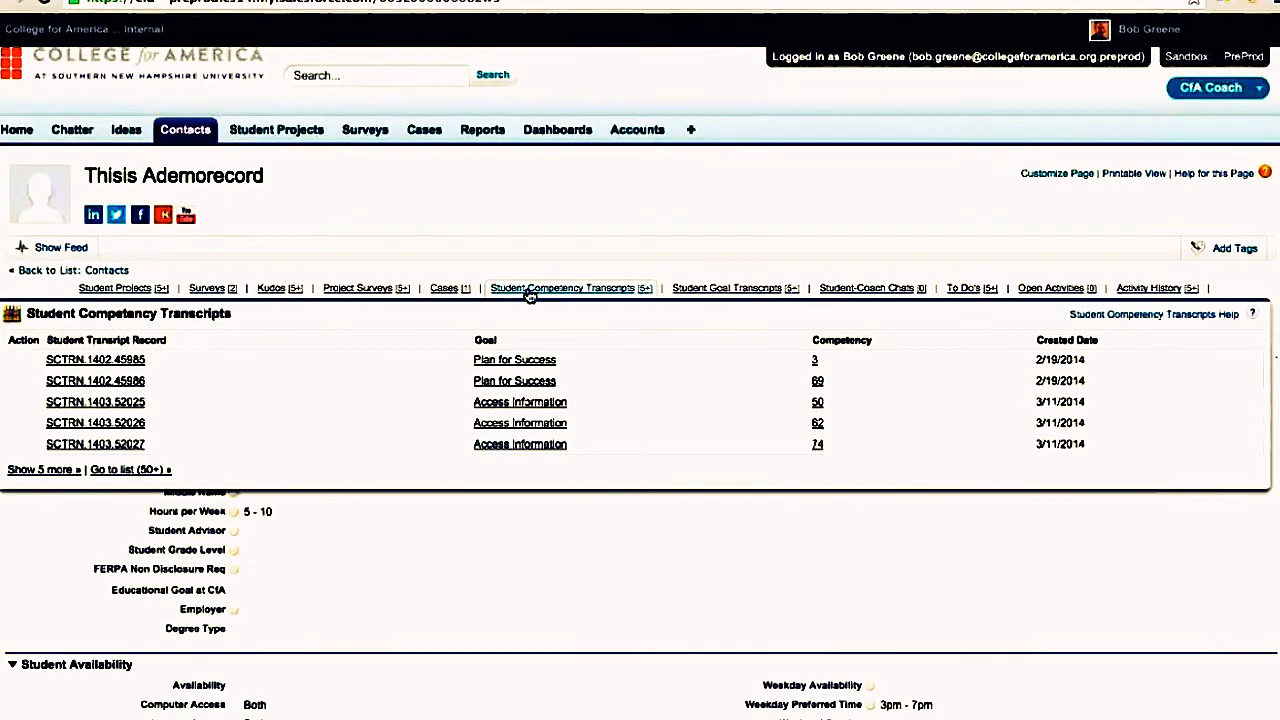 College for America ... Internal
Bob Greene
COLLEGE for AMERICA
AT SOUTHERN NEW HAMPSHIRE UNIVERSITY
Search...
Search
Logged in as Bob Greene (bob.greene@collegeforamerica.org.preprod)
Sandbox: PreProd
CfA Coach
Home Chatter Ideas Contacts Student Projects Surveys Cases Reports Dashboards Accounts +
Thisis Ademorecord
Customize Page | Printable View | Help for this Page
in f You Tube
Show Feed
Add Tags
« Back to List: Contacts
Student Projects [5+] | Surveys [2] | Kudos [5+] | Project Surveys [5+] | Cases [1] | Student Competency Transcripts [5+] | Student Goal Transcripts [5+] | Student-Coach Chats [0] | To Do's [5+] | Open Activities [0] | Activity History [5+] |
Student Competency Transcripts
Student Competency Transcripts Help ?
Action Student Transcript Record Goal Competency Created Date
SCTRN.1402.45985 Plan for Success 3 2/19/2014
SCTRN.1402.45986 Plan for Success 69 2/19/2014
SCTRN.1403.52025 Access Information 50 3/11/2014
SCTRN.1403.52026 Access Information 62 3/11/2014
SCTRN.1403.52027 Access Information 74 3/11/2014
Show 5 more » | Go to list (50+) »
Middle Name
Hours per Week 5 - 10
Student Advisor
Student Grade Level
FERPA Non Disclosure Req
Educational Goal at CfA
Employer
Degree Type
Student Availability
Availability
Weekday Availability
Computer Access Both
Weekday Preferred Time 3pm - 7pm